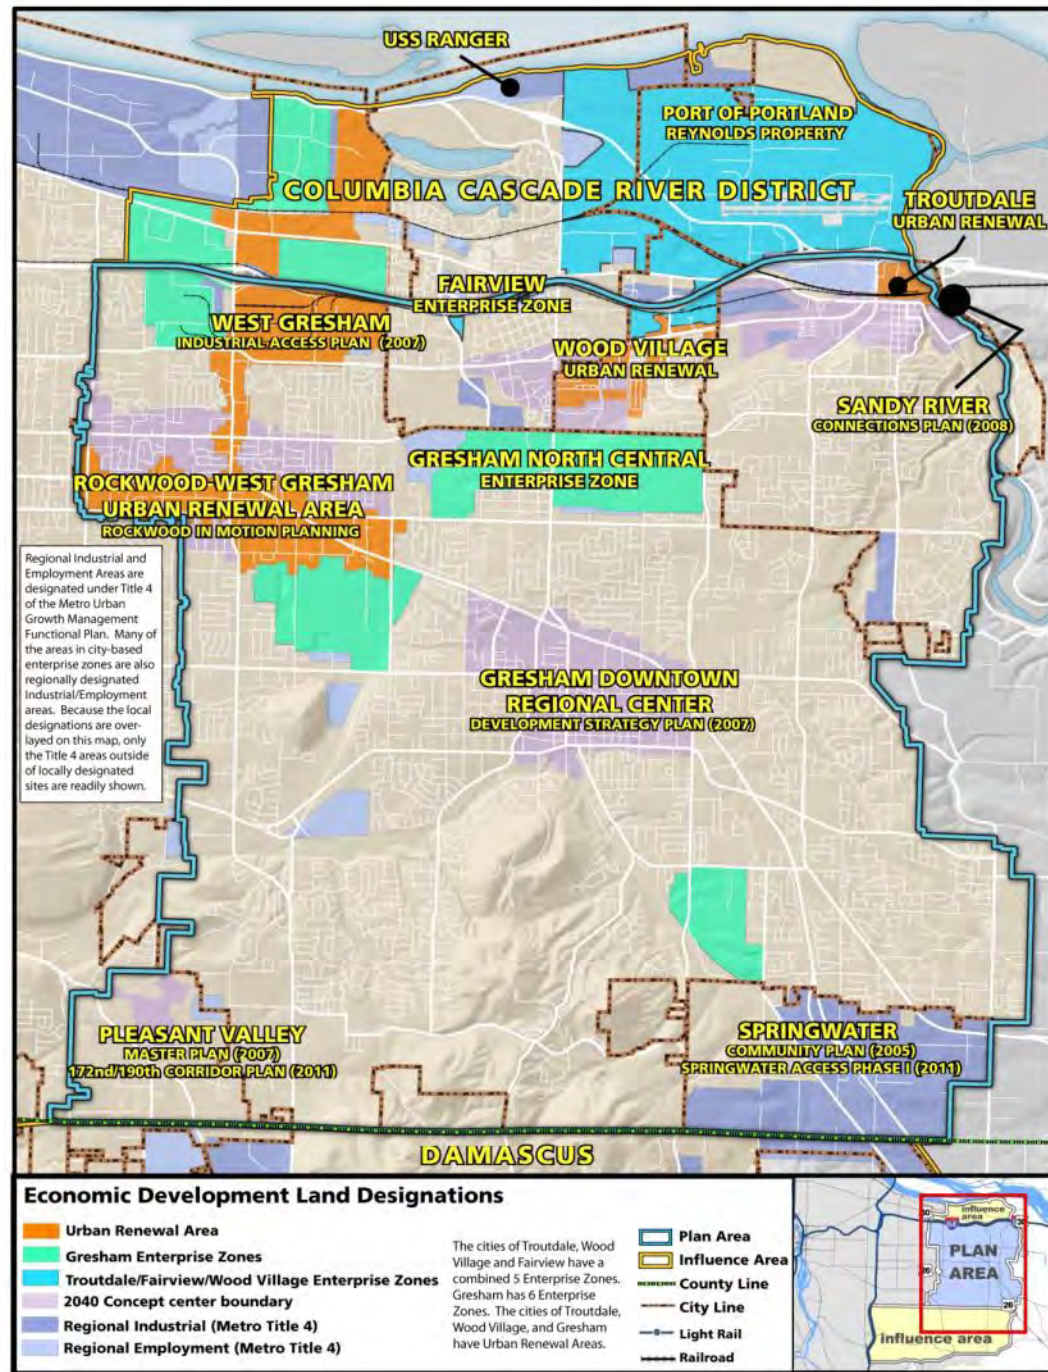 USS RANGER
PORT OF PORTLAND
REYNOLDS PROPERTY
COLUMBIA CASCADE RIVER DISTRICT
TROUTDALE
URBAN RENEWAL
FAIRVIEW
ENTERPRISE ZONE
WEST GRESHAM
INDUSTRIAL ACCESS PLAN (2007)
WOOD VILLAGE
URBAN RENEWAL
SANDY RIVER
CONNECTIONS PLAN (2008)
GRESHAM NORTH CENTRAL
ENTERPRISE ZONE
ROCKWOOD-WEST GRESHAM
URBAN RENEWAL AREA
ROCKWOOD IN MOTION PLANNING
Regional Industrial and
Employment Areas are
designated under Title 4
of the Metro Urban
Growth Management
Functional Plan. Many of
the areas in city-based
enterprise zones are also
regionally designated
Industrial/Employment
areas. Because the local
designations are over-
layed on this map, only
the Title 4 areas outside
of locally designated
sites are readily shown.
GRESHAM DOWNTOWN
REGIONAL CENTER
DEVELOPMENT STRATEGY PLAN (2007)
PLEASANT VALLEY
MASTER PLAN (2007)
172nd/190th CORRIDOR PLAN (2011)
SPRINGWATER
COMMUNITY PLAN (2005)
SPRINGWATER ACCESS PHASE I (2011)
DAMASCUS
Economic Development Land Designations
Urban Renewal Area
Gresham Enterprise Zones
Troutdale/Fairview/Wood Village Enterprise Zones
2040 Concept center boundary
Regional Industrial (Metro Title 4)
Regional Employment (Metro Title 4)
The cities of Troutdale, Wood
Village and Fairview have a
combined 5 Enterprise Zones.
Gresham has 6 Enterprise
Zones. The cities of Troutdale,
Wood Village, and Gresham
have Urban Renewal Areas.
Plan Area
Influence Area
County Line
City Line
Light Rail
Railroad
influence
area
30
30
PLAN
AREA
26
26
influence area